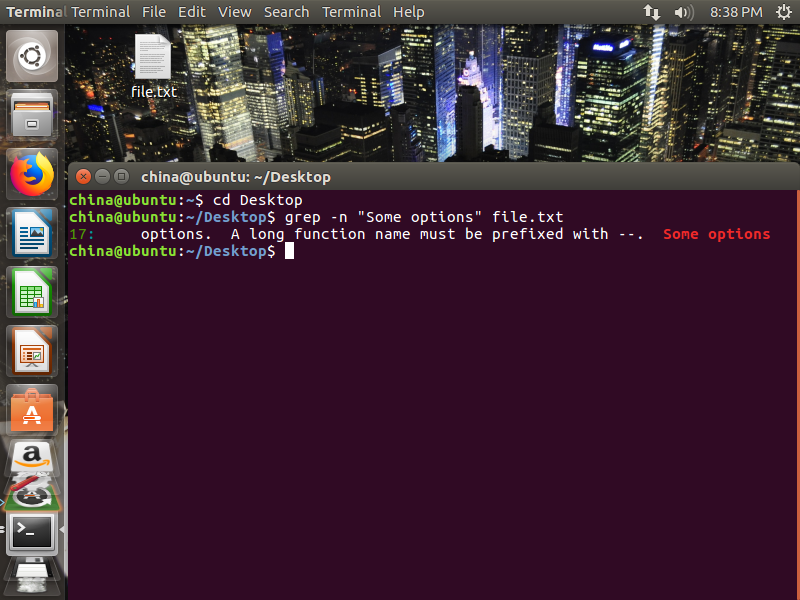 Terminal Terminal File Edit View Search Terminal Help 8:38 PM
file.txt
china@ubuntu: ~/Desktop
china@ubuntu:~$ cd Desktop
china@ubuntu:~/Desktop$ grep -n "Some options" file.txt
17:     options.  A long function name must be prefixed with --.  Some options
china@ubuntu:~/Desktop$